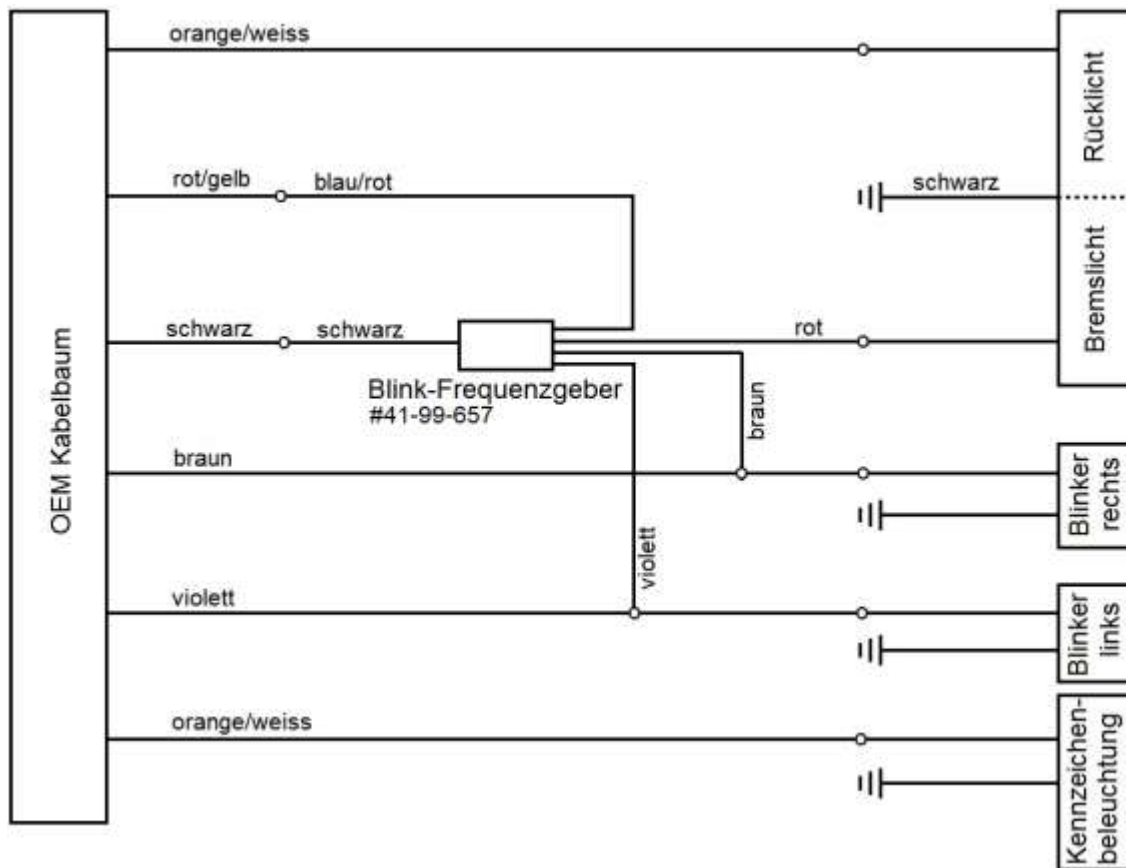 orange/weiss
Rücklicht
rot/gelb
blau/rot
schwarz
Bremslicht
OEM Kabelbaum
schwarz
schwarz
rot
Blink-Frequenzgeber
#41-99-657
braun
braun
Blinker
rechts
violett
violett
Blinker
links
orange/weiss
Kennzeichen-
beleuchtung